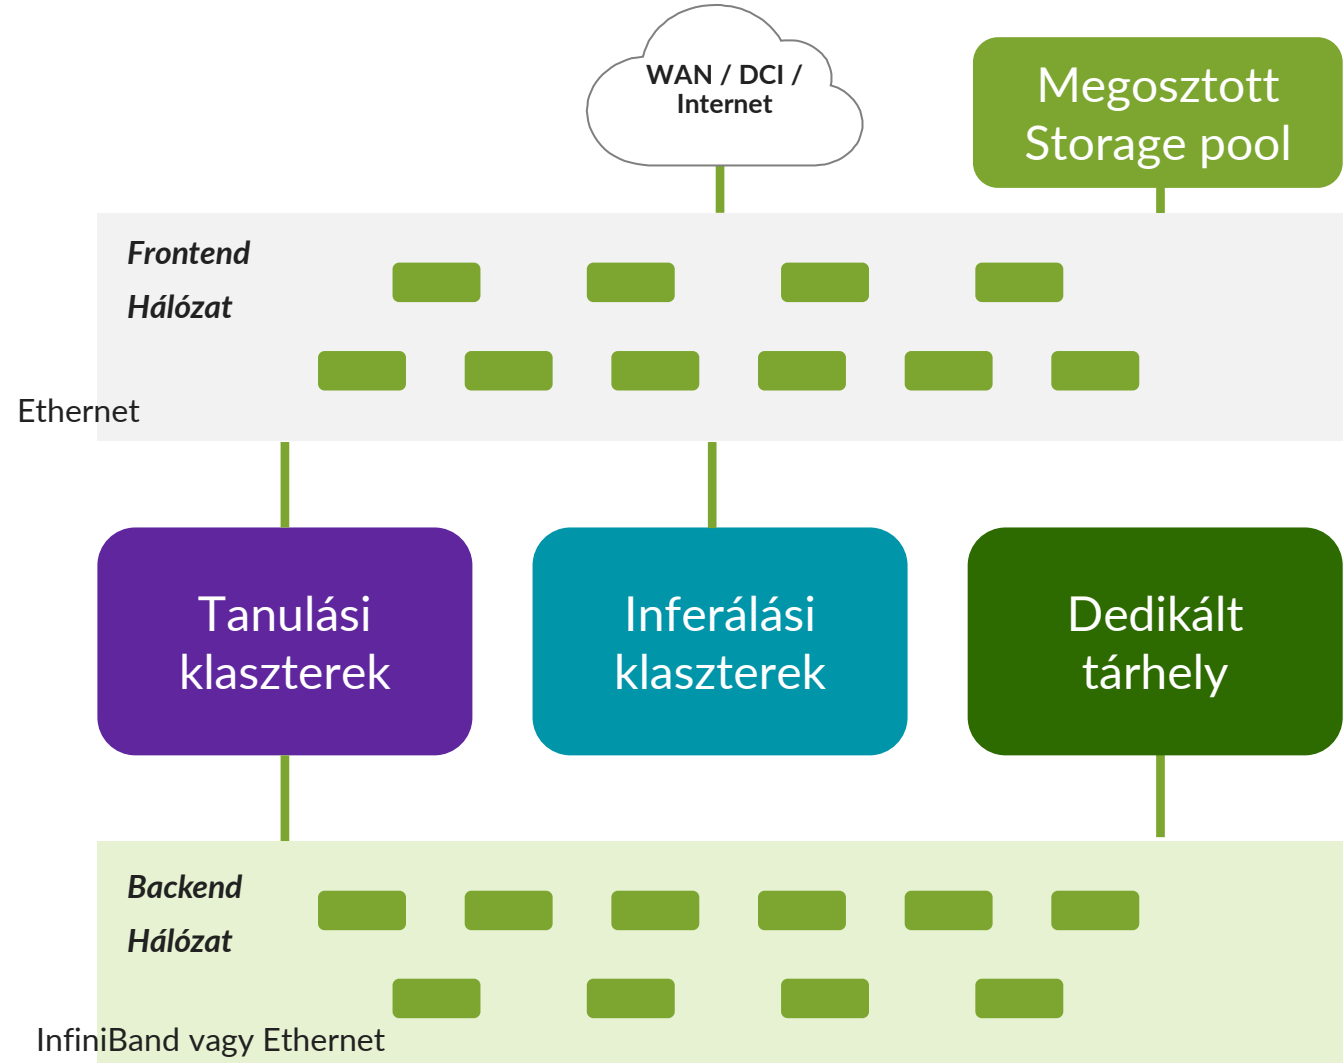 WAN / DCI /
Internet
Megosztott
Storage pool
Frontend
Hálózat
Ethernet
Tanulási
klaszterek
Inferálási
klaszterek
Dedikált
tárhely
Backend
Hálózat
InfiniBand vagy Ethernet